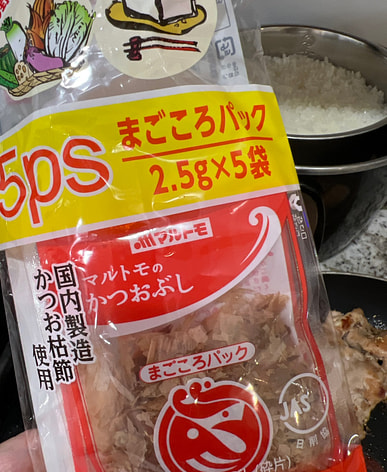 5ps
まごころパック
2.5g×5袋
マルトモ
マルトモの
かつおぶし
国内製造
かつお枯節
使用
まごころパック
JAS